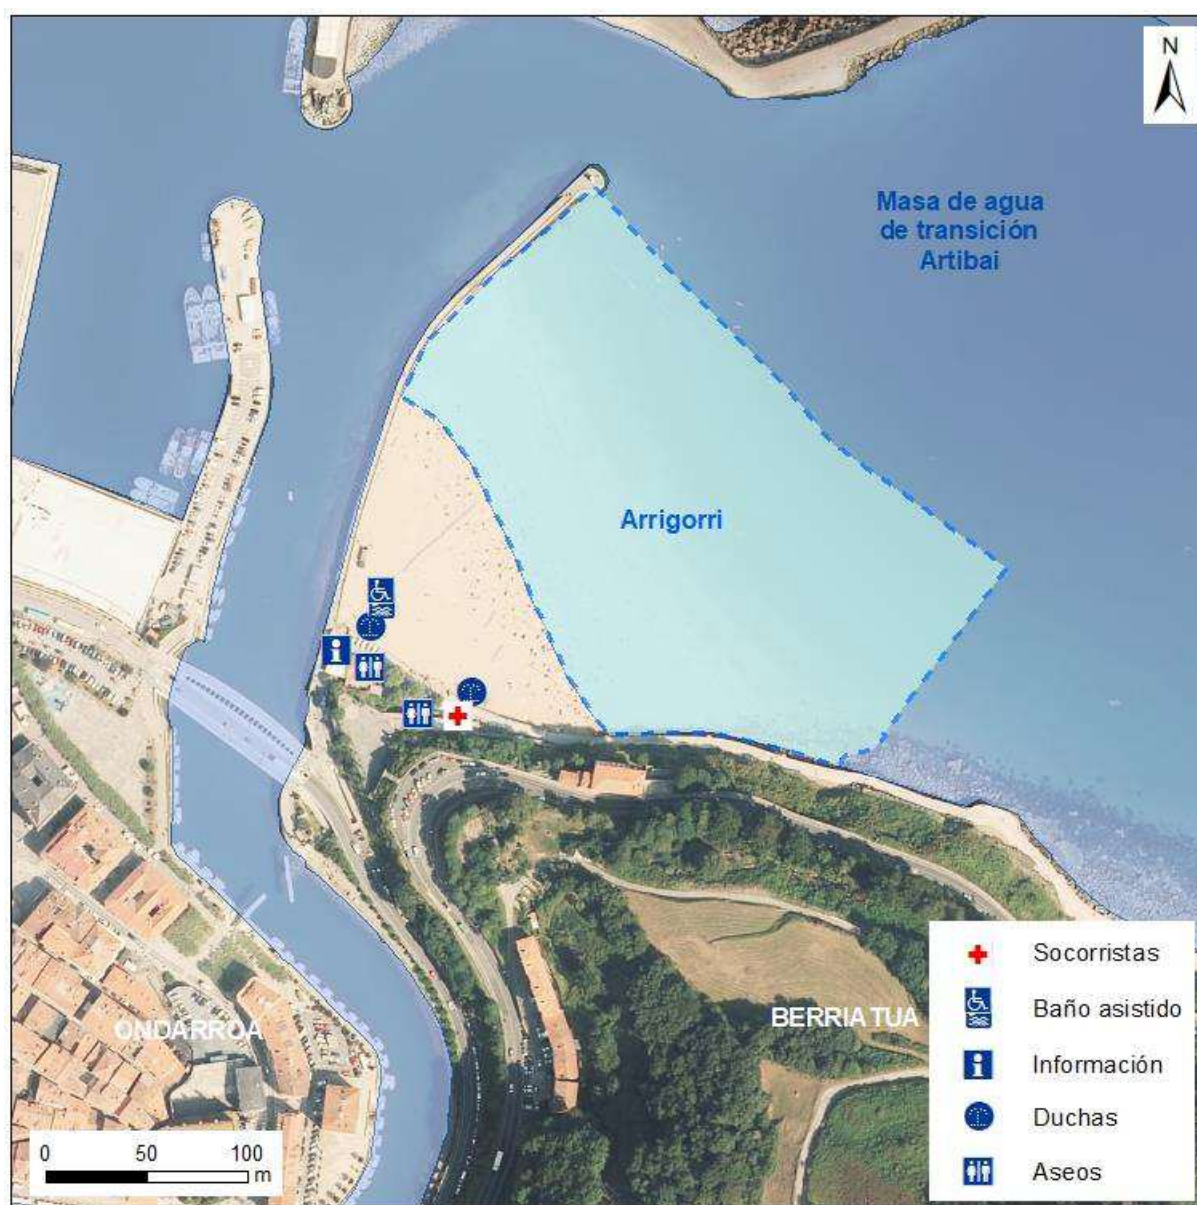 N
Masa de agua
de transición
Artibai
Arrigorri
ONDARROA
BERRIATUA
Socorristas
Baño asistido
Información
Duchas
Aseos
0 50 100
m